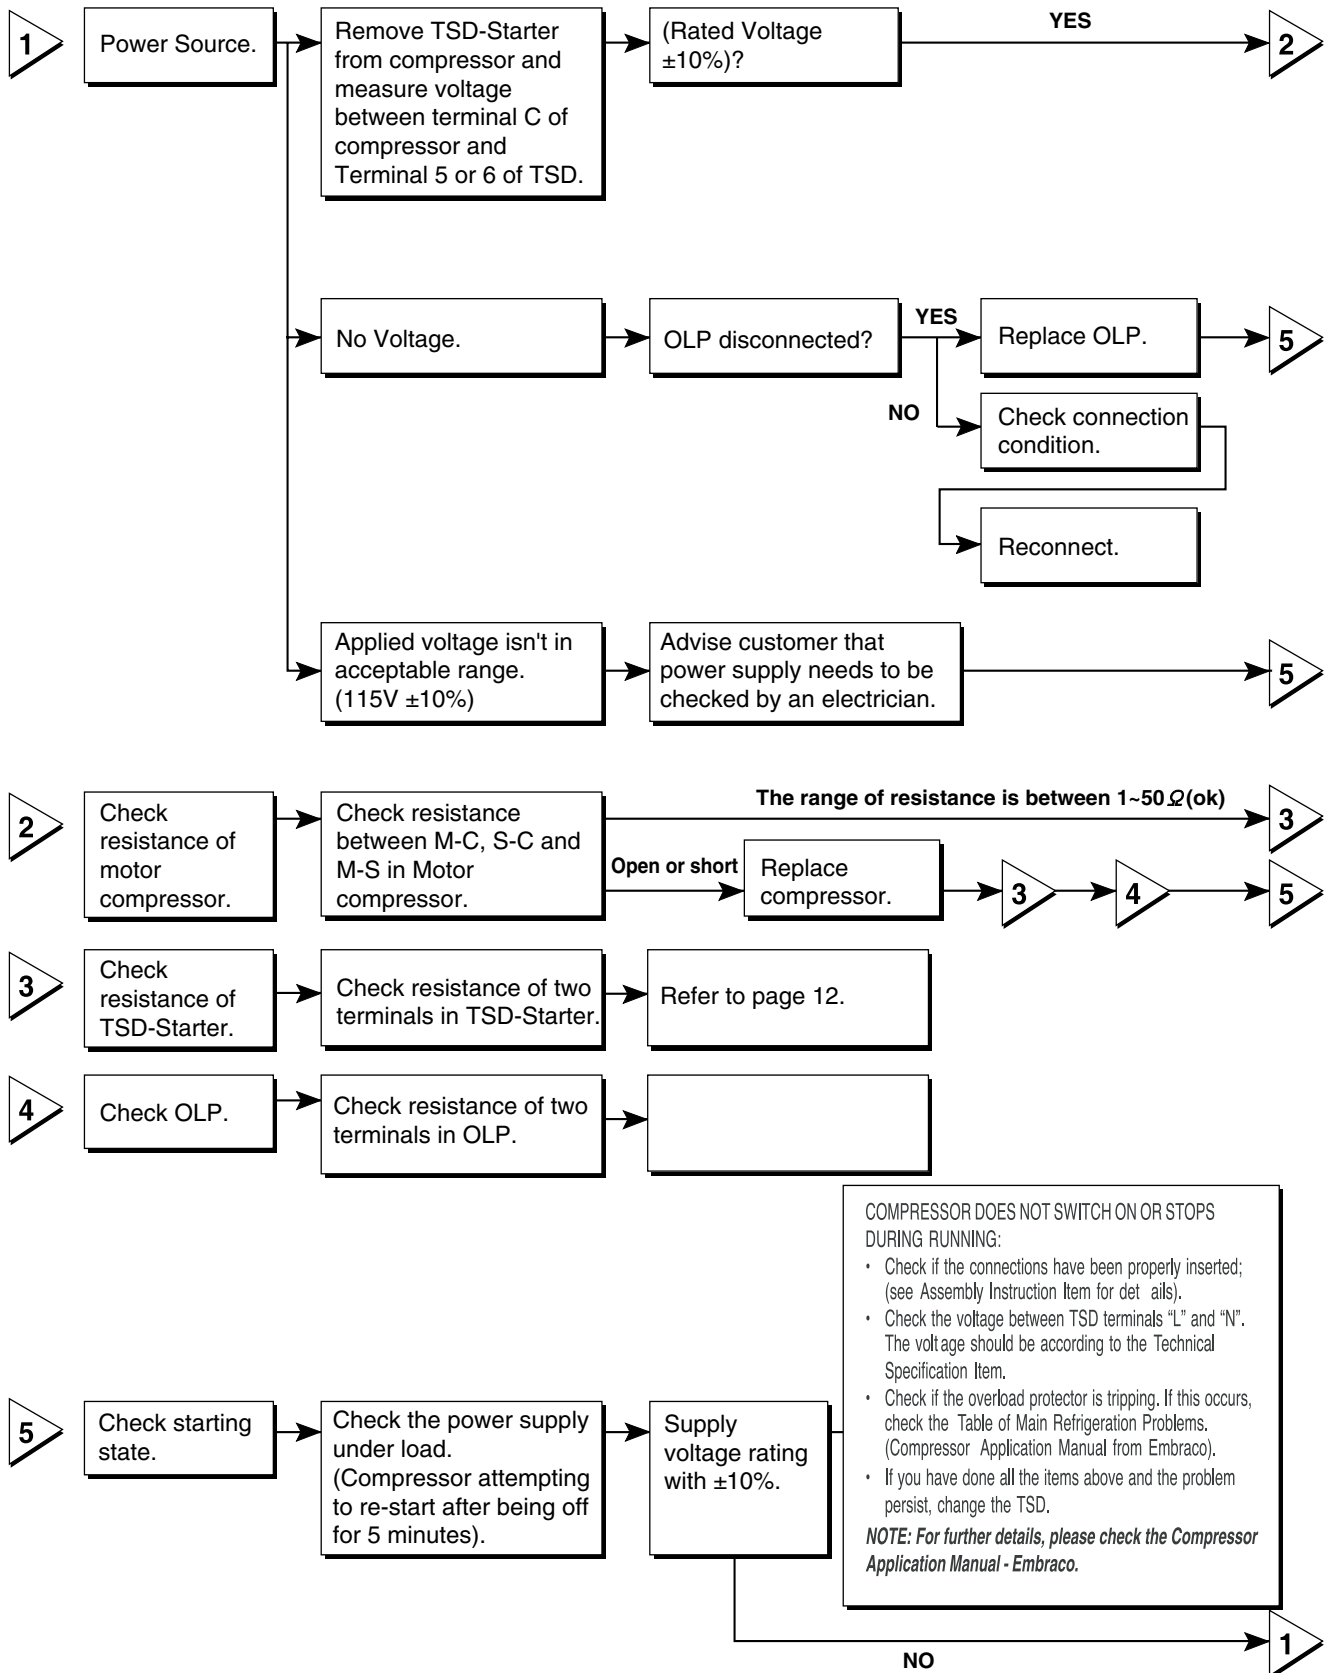 1
Power Source.
Remove TSD-Starter
from compressor and
measure voltage
between terminal C of
compressor and
Terminal 5 or 6 of TSD.
(Rated Voltage
±10%)?
YES
2
No Voltage.
OLP disconnected?
YES
Replace OLP.
5
NO
Check connection
condition.
Reconnect.
Applied voltage isn't in
acceptable range.
(115V ±10%)
Advise customer that
power supply needs to be
checked by an electrician.
5
2
Check
resistance of
motor
compressor.
Check resistance
between M-C, S-C and
M-S in Motor
compressor.
The range of resistance is between 1~50Ω(ok)
3
Open or short
Replace
compressor.
3
4
5
3
Check
resistance of
TSD-Starter.
Check resistance of two
terminals in TSD-Starter.
Refer to page 12.
4
Check OLP.
Check resistance of two
terminals in OLP.
5
Check starting
state.
Check the power supply
under load.
(Compressor attempting
to re-start after being off
for 5 minutes).
Supply
voltage rating
with ±10%.
COMPRESSOR DOES NOT SWITCH ON OR STOPS
DURING RUNNING:
• Check if the connections have been properly inserted;
(see Assembly Instruction Item for det ails).
• Check the voltage between TSD terminals “L” and “N”.
The voltage should be according to the Technical
Specification Item.
• Check if the overload protector is tripping. If this occurs,
check the Table of Main Refrigeration Problems.
(Compressor Application Manual from Embraco).
• If you have done all the items above and the problem
persist, change the TSD.
NOTE: For further details, please check the Compressor
Application Manual - Embraco.
NO
1